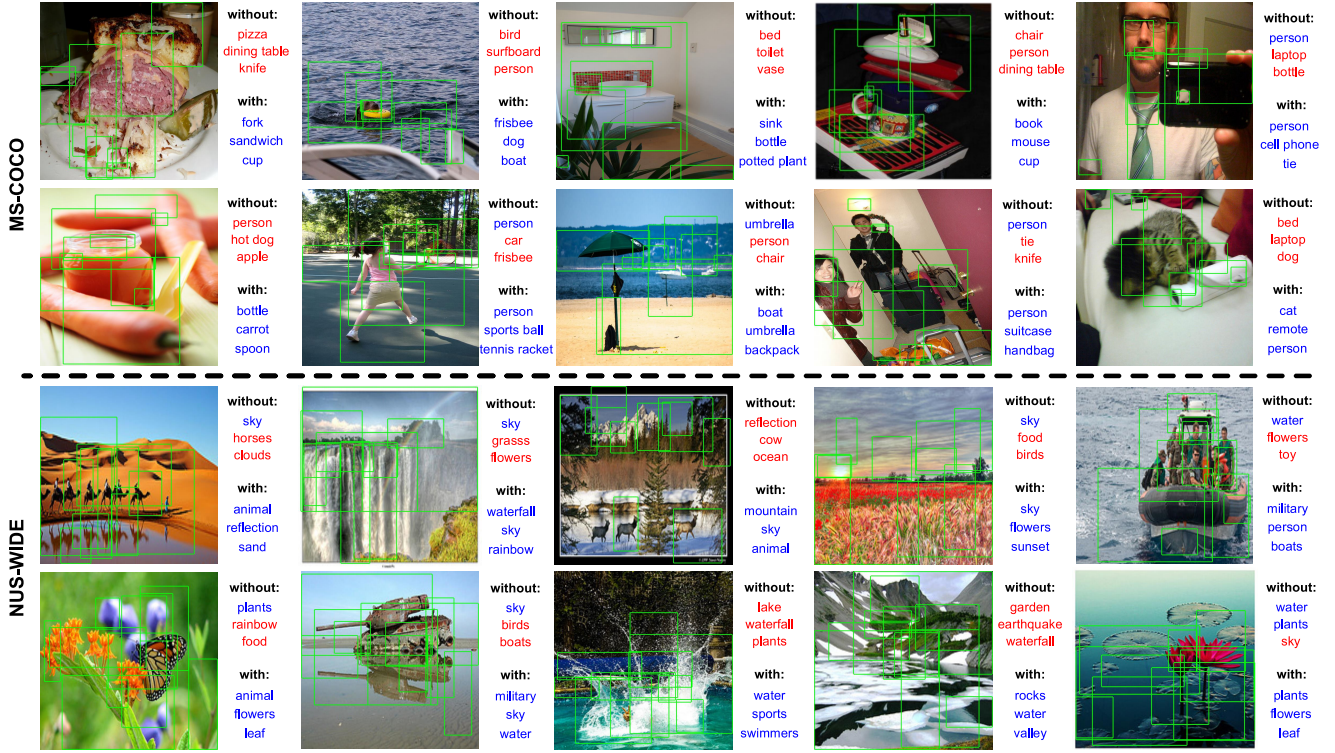 MS-COCO
without:
pizza
dining table
knife
with:
fork
sandwich
cup
without:
bird
surfboard
person
with:
frisbee
dog
boat
without:
bed
toilet
vase
with:
sink
bottle
potted plant
without:
chair
person
dining table
with:
book
mouse
cup
without:
person
laptop
bottle
with:
person
cell phone
tie
without:
person
hot dog
apple
with:
bottle
carrot
spoon
without:
person
car
frisbee
with:
person
sports ball
tennis racket
without:
umbrella
person
chair
with:
boat
umbrella
backpack
without:
person
tie
knife
with:
person
suitcase
handbag
without:
bed
laptop
dog
with:
cat
remote
person
NUS-WIDE
without:
sky
horses
clouds
with:
animal
reflection
sand
without:
sky
grasss
flowers
with:
waterfall
sky
rainbow
without:
reflection
cow
ocean
with:
mountain
sky
animal
without:
sky
food
birds
with:
sky
flowers
sunset
without:
water
flowers
toy
with:
military
person
boats
without:
plants
rainbow
food
with:
animal
flowers
leaf
without:
sky
birds
boats
with:
military
sky
water
without:
lake
waterfall
plants
with:
water
sports
swimmers
without:
garden
earthquake
waterfall
with:
rocks
water
valley
without:
water
plants
sky
with:
plants
flowers
leaf